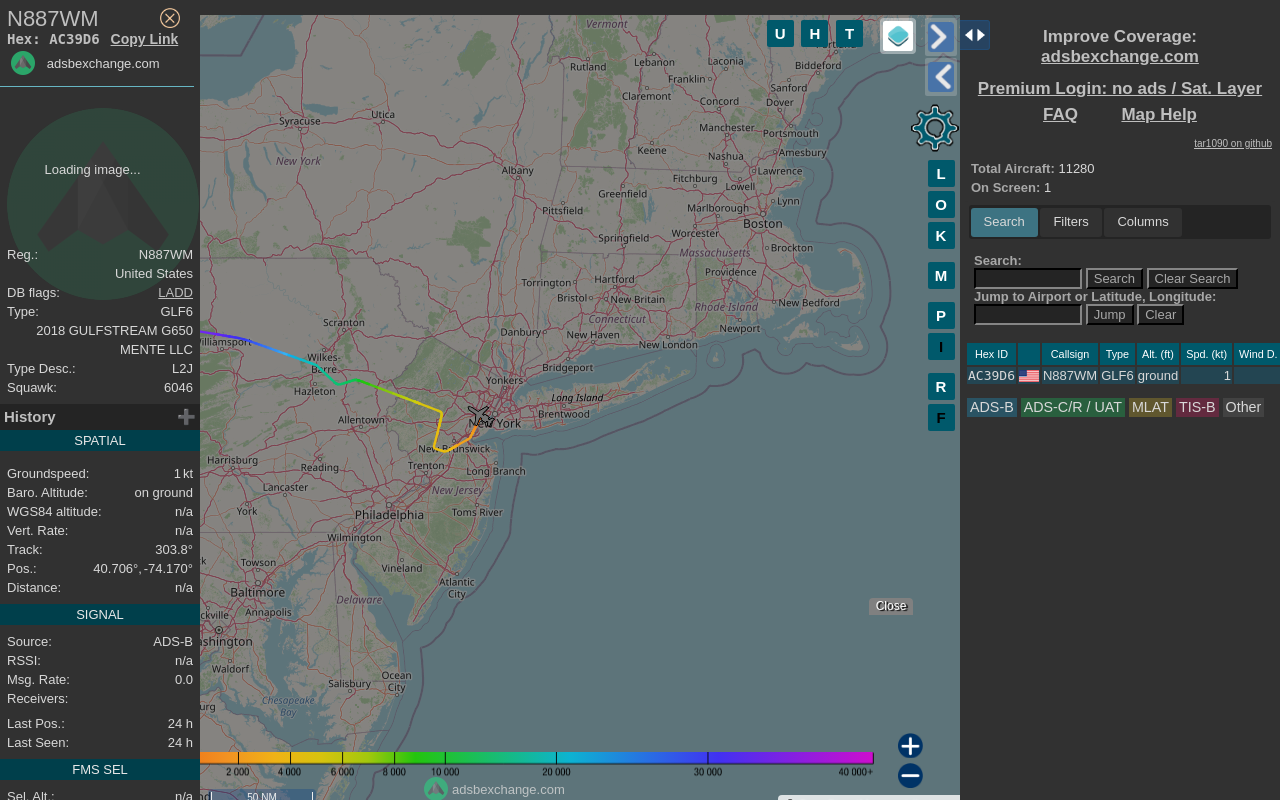 N887WM
Hex: AC39D6 Copy Link
adsbexchange.com
Loading image...
Reg.: N887WM
United States
DB flags: LADD
Type: GLF6
2018 GULFSTREAM G650
MENTE LLC
Type Desc.: L2J
Squawk: 6046
History
SPATIAL
Groundspeed: 1 kt
Baro. Altitude: on ground
WGS84 altitude: n/a
Vert. Rate: n/a
Track: 303.8°
Pos.: 40.706°, -74.170°
Distance: n/a
SIGNAL
Source: ADS-B
RSSI: n/a
Msg. Rate: 0.0
Receivers:
Last Pos.: 24 h
Last Seen: 24 h
FMS SEL
Sel. Alt.: n/a
U H T
Vermont
Rutland
Lebanon
Laconia
Portland
Biddeford
Franklin
Sanford
Claremont
Concord
Dover
Utica
Syracuse
Manchester
Portsmouth
Keene
Nashua
Amesbury
New York
Albany
Fitchburg
Lawrence
Lowell
Greenfield
Pittsfield
Marlborough
Lynn
Boston
Springfield
Worcester
Brockton
Massachusetts
Providence
Torrington
Hartford
Bristol
New Britain
Rhode Island
New Bedford
Connecticut
Newport
Scranton
Danbury
New Haven
New London
williamsport
Wilkes-
Barre
Bridgeport
Hazleton
Yonkers
Long Island
Brentwood
Allentown
New York
New Brunswick
Harrisburg
Reading
Trenton
Long Branch
Lancaster
New Jersey
York
Philadelphia
Toms River
Wilmington
Towson
Vineland
Baltimore
Atlantic
City
Delaware
ckville
Annapolis
shington
Waldorf
Ocean
City
Salisbury
Chesapeake
Bay
urg
L
O
K
M
P
I
R
F
Close
2 000 4 000 6 000 8 000 10 000 20 000 30 000 40 000+
adsbexchange.com
50 NM
Improve Coverage:
adsbexchange.com
Premium Login: no ads / Sat. Layer
FAQ Map Help
tar1090 on github
Total Aircraft: 11280
On Screen: 1
Search Filters Columns
Search:
Search Clear Search
Jump to Airport or Latitude, Longitude:
Jump Clear
Hex ID Callsign Type Alt. (ft) Spd. (kt) Wind D.
AC39D6 N887WM GLF6 ground 1
ADS-B ADS-C/R / UAT MLAT TIS-B Other